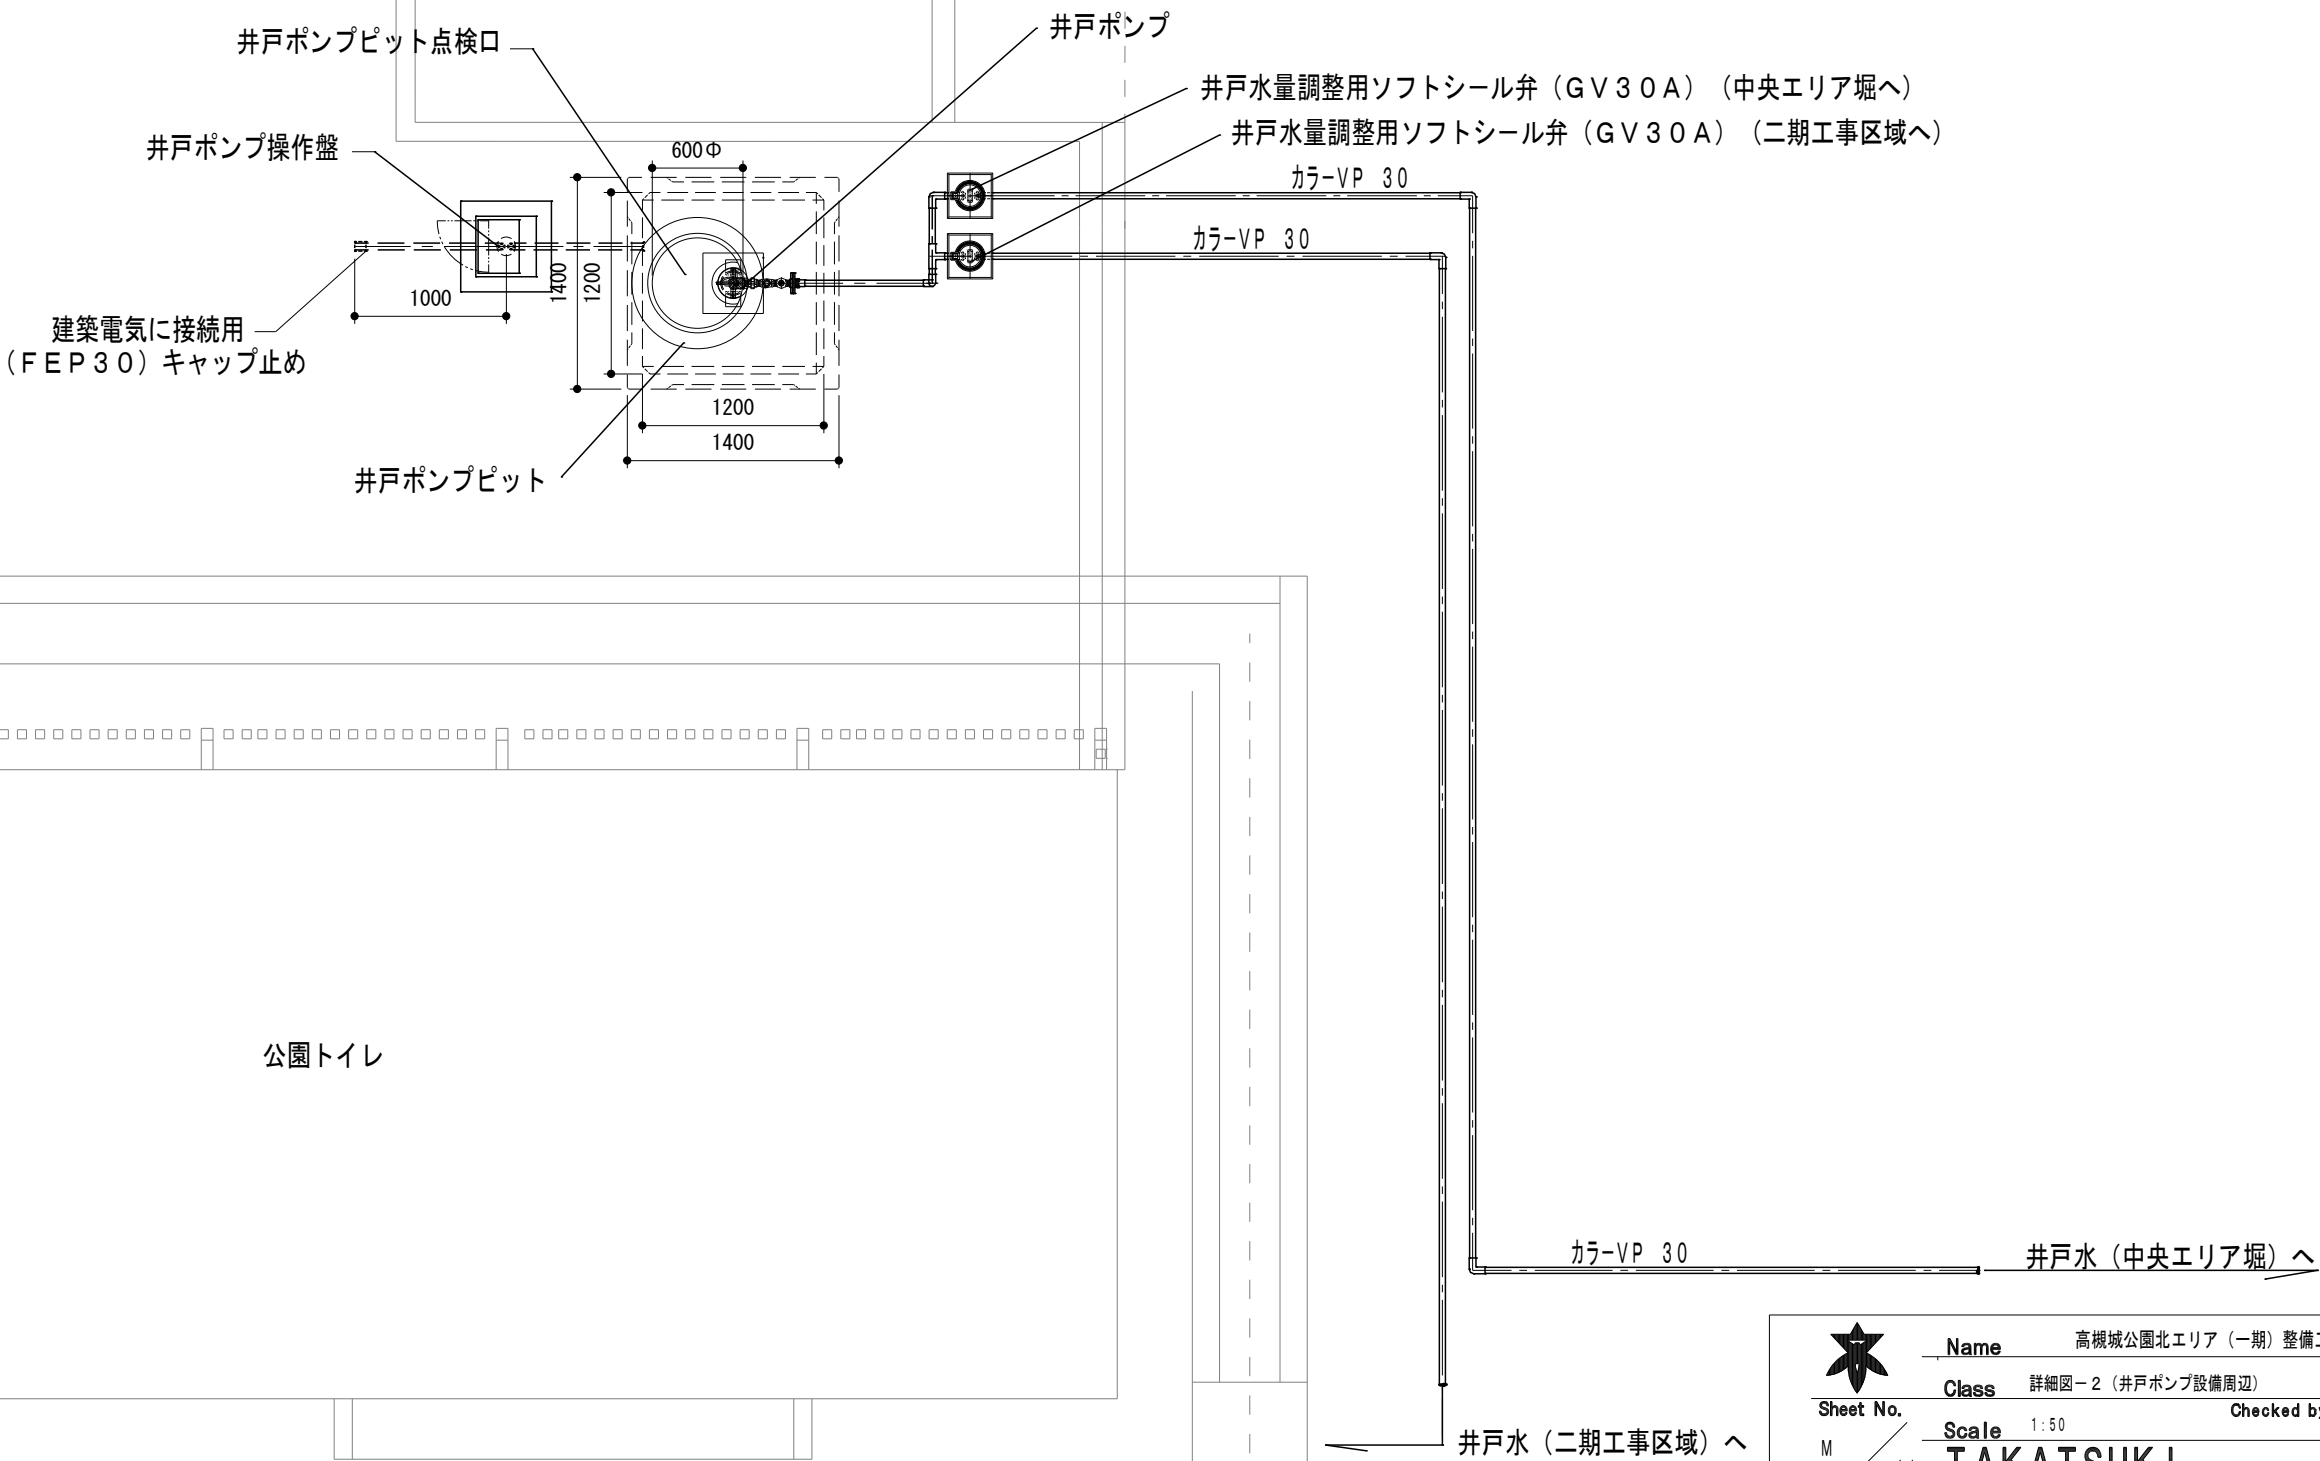 井戸ポンプ
井戸ポンプピット点検口
井戸水量調整用ソフトシール弁（ＧＶ３０Ａ）（中央エリア堀へ）
井戸水量調整用ソフトシール弁（ＧＶ３０Ａ）（二期工事区域へ）
井戸ポンプ操作盤
600Φ
カラーVP 30
カラーVP 30
1400
1200
1000
建築電気に接続用
（ＦＥＰ３０）キャップ止め
1200
1400
井戸ポンプピット
公園トイレ
カラーVP 30
井戸水（中央エリア堀）へ
井戸水（二期工事区域）へ
Name 高槻城公園北エリア（一期）整備
Class 詳細図－２（井戸ポンプ設備周辺）
Sheet No.
Checked by
Scale 1:50
M
TAKATSUKI